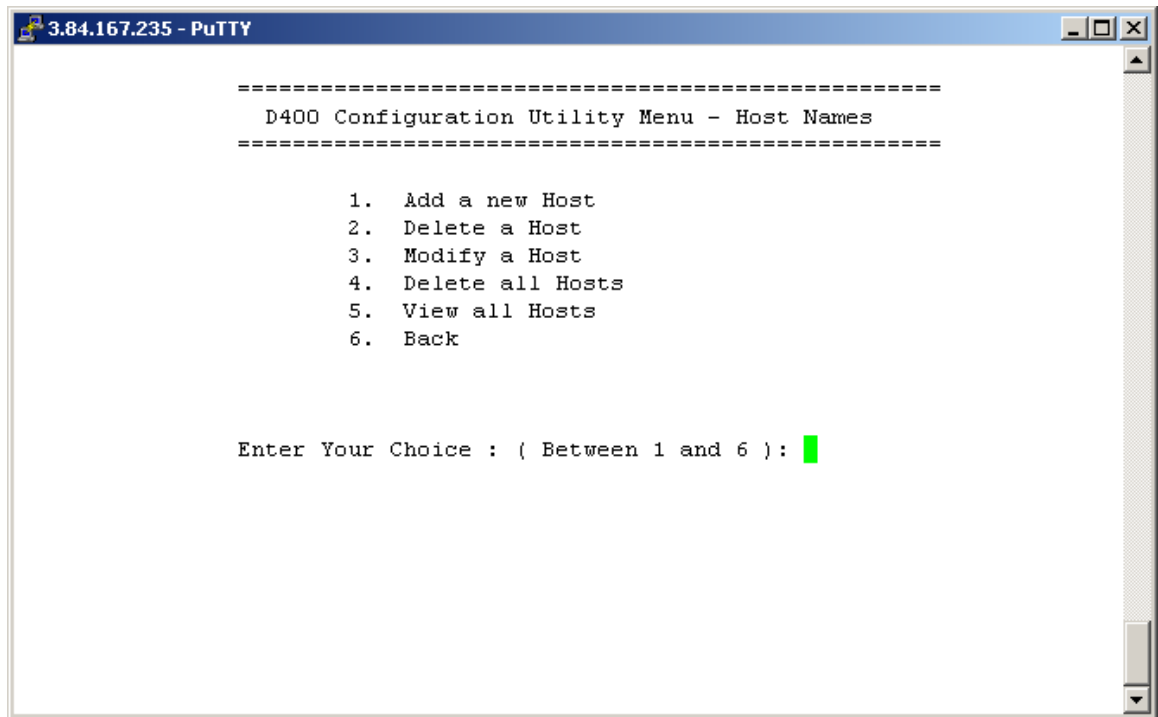 3.84.167.235 - PuTTY
===================================================
D400 Configuration Utility Menu - Host Names
===================================================
1. Add a new Host
2. Delete a Host
3. Modify a Host
4. Delete all Hosts
5. View all Hosts
6. Back
Enter Your Choice : ( Between 1 and 6 ):